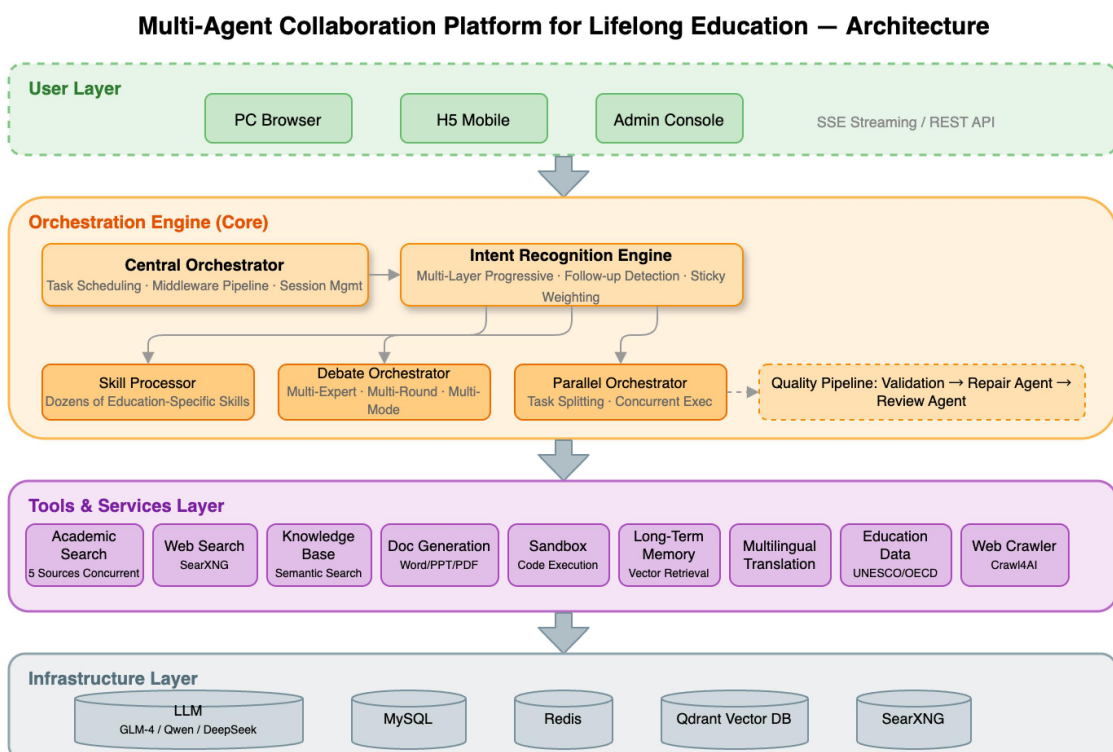 Multi-Agent Collaboration Platform for Lifelong Education — Architecture
User Layer
PC Browser
H5 Mobile
Admin Console
SSE Streaming / REST API
Orchestration Engine (Core)
Central Orchestrator
Task Scheduling · Middleware Pipeline · Session Mgmt
Intent Recognition Engine
Multi-Layer Progressive · Follow-up Detection · Sticky
Weighting
Skill Processor
Dozens of Education-Specific Skills
Debate Orchestrator
Multi-Expert · Multi-Round · Multi-
Mode
Parallel Orchestrator
Task Splitting · Concurrent Exec
Quality Pipeline: Validation → Repair Agent →
Review Agent
Tools & Services Layer
Academic
Search
5 Sources Concurrent
Web Search
SearXNG
Knowledge
Base
Semantic Search
Doc Generation
Word/PPT/PDF
Sandbox
Code Execution
Long-Term
Memory
Vector Retrieval
Multilingual
Translation
Education
Data
UNESCO/OECD
Web Crawler
Crawl4AI
Infrastructure Layer
LLM
GLM-4 / Qwen / DeepSeek
MySQL
Redis
Qdrant Vector DB
SearXNG